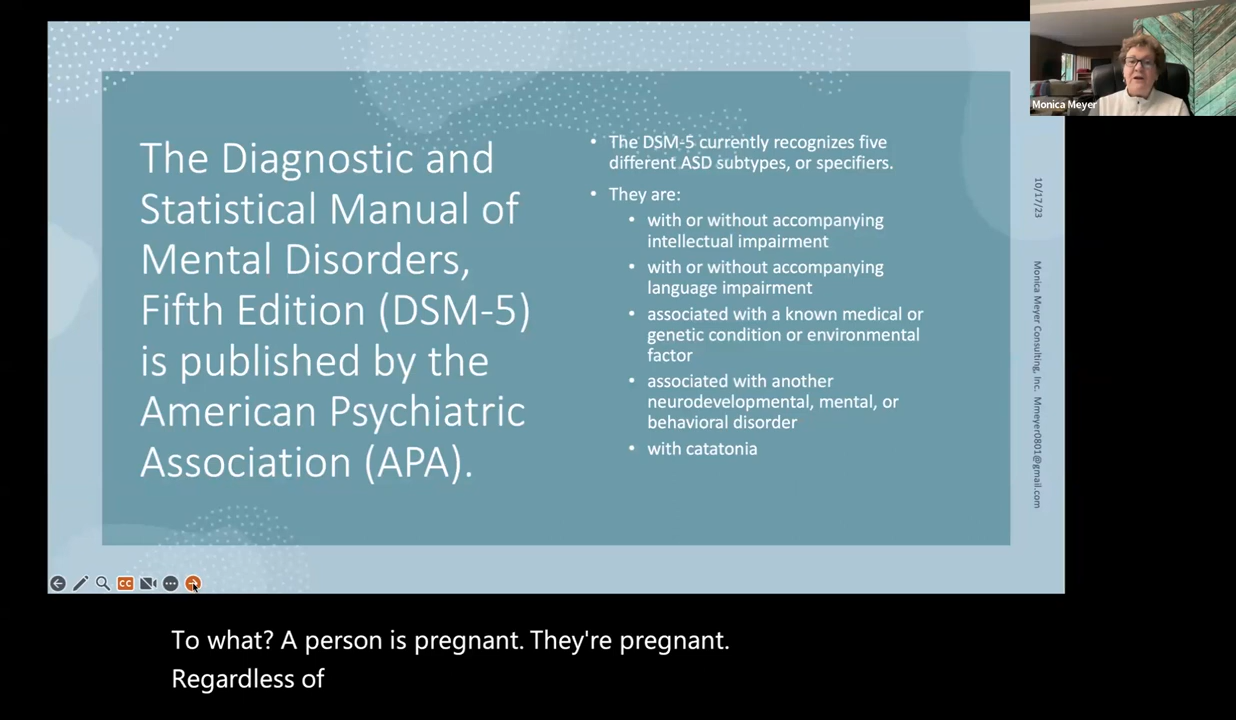 The Diagnostic and
Statistical Manual of
Mental Disorders,
Fifth Edition (DSM-5)
is published by the
American Psychiatric
Association (APA).
• The DSM-5 currently recognizes five
different ASD subtypes, or specifiers.
• They are:
• with or without accompanying
intellectual impairment
• with or without accompanying
language impairment
• associated with a known medical or
genetic condition or environmental
factor
• associated with another
neurodevelopmental, mental, or
behavioral disorder
• with catatonia
10/17/23
Monica Meyer Consulting, Inc. Mmeyer0801@gmail.com
Monica Meyer
CC
To what? A person is pregnant. They're pregnant.
Regardless of